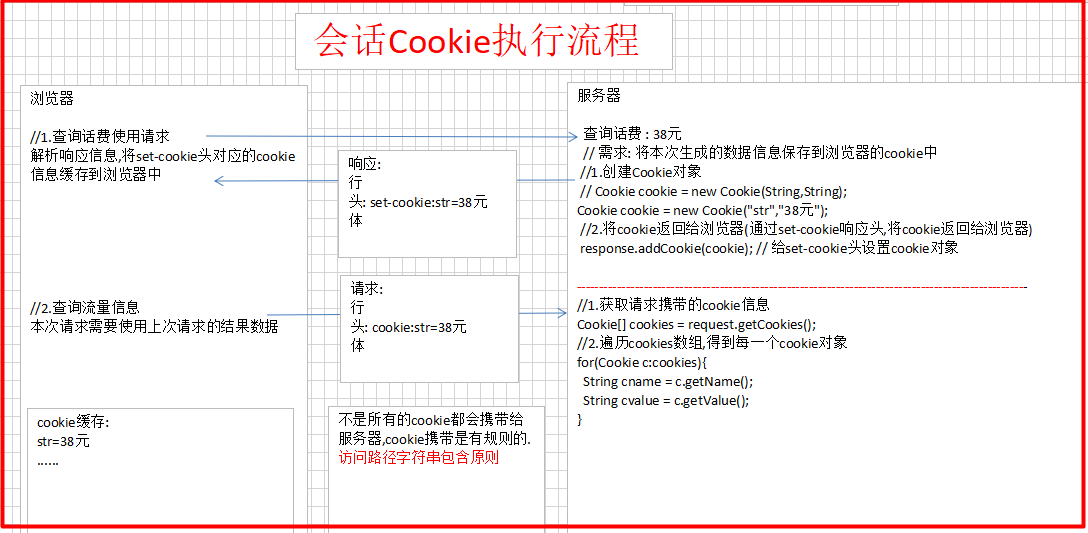 会话Cookie执行流程
浏览器
//1.查询话费使用请求
解析响应信息,将set-cookie头对应的cookie
信息缓存到浏览器中
//2.查询流量信息
本次请求需要使用上次请求的结果数据
cookie缓存:
str=38元
......
响应:
行
头: set-cookie:str=38元
体
请求:
行
头: cookie:str=38元
体
不是所有的cookie都会携带给
服务器,cookie携带是有规则的.
访问路径字符串包含原则
服务器
查询话费 : 38元
// 需求: 将本次生成的数据信息保存到浏览器的cookie中
//1.创建Cookie对象
// Cookie cookie = new Cookie(String,String);
Cookie cookie = new Cookie("str","38元");
//2.将cookie返回给浏览器(通过set-cookie响应头,将cookie返回给浏览器)
response.addCookie(cookie); // 给set-cookie头设置cookie对象
//1.获取请求携带的cookie信息
Cookie[] cookies = request.getCookies();
//2.遍历cookies数组,得到每一个cookie对象
for(Cookie c:cookies){
String cname = c.getName();
String cvalue = c.getValue();
}